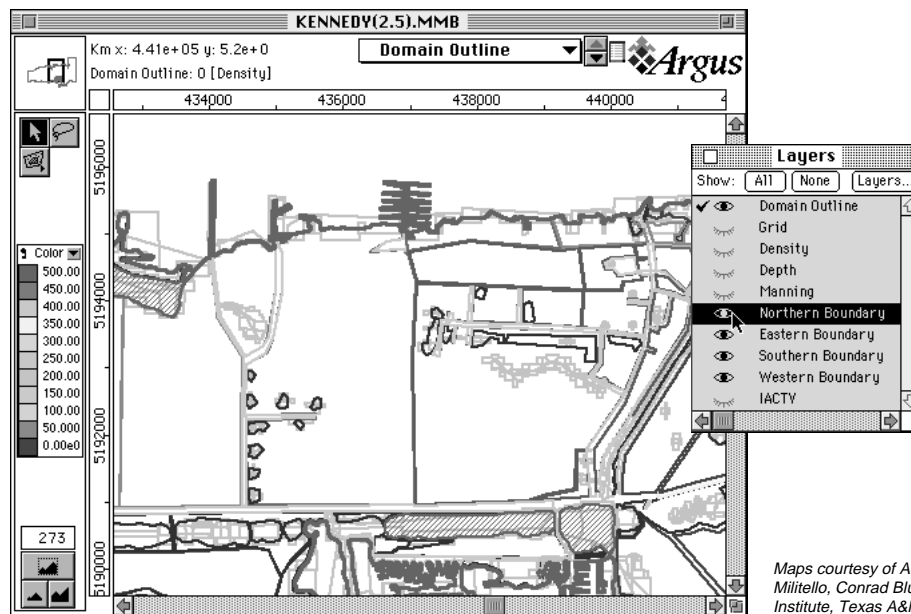 KENNEDY(2.5).MMB
Km x: 4.41e+05 y: 5.2e+0
Domain Outline: 0 [Density]
Domain Outline
Argus
434000 436000 438000 440000 4
5196000
5194000
5192000
5190000
Color
500.00
450.00
400.00
350.00
300.00
250.00
200.00
150.00
100.00
50.000
0.00e0
273
Layers
Show: All None Layers...
Domain Outline
Grid
Density
Depth
Manning
Northern Boundary
Eastern Boundary
Southern Boundary
Western Boundary
IACTV
Maps courtesy of A
Militello, Conrad Blu
Institute, Texas A&M